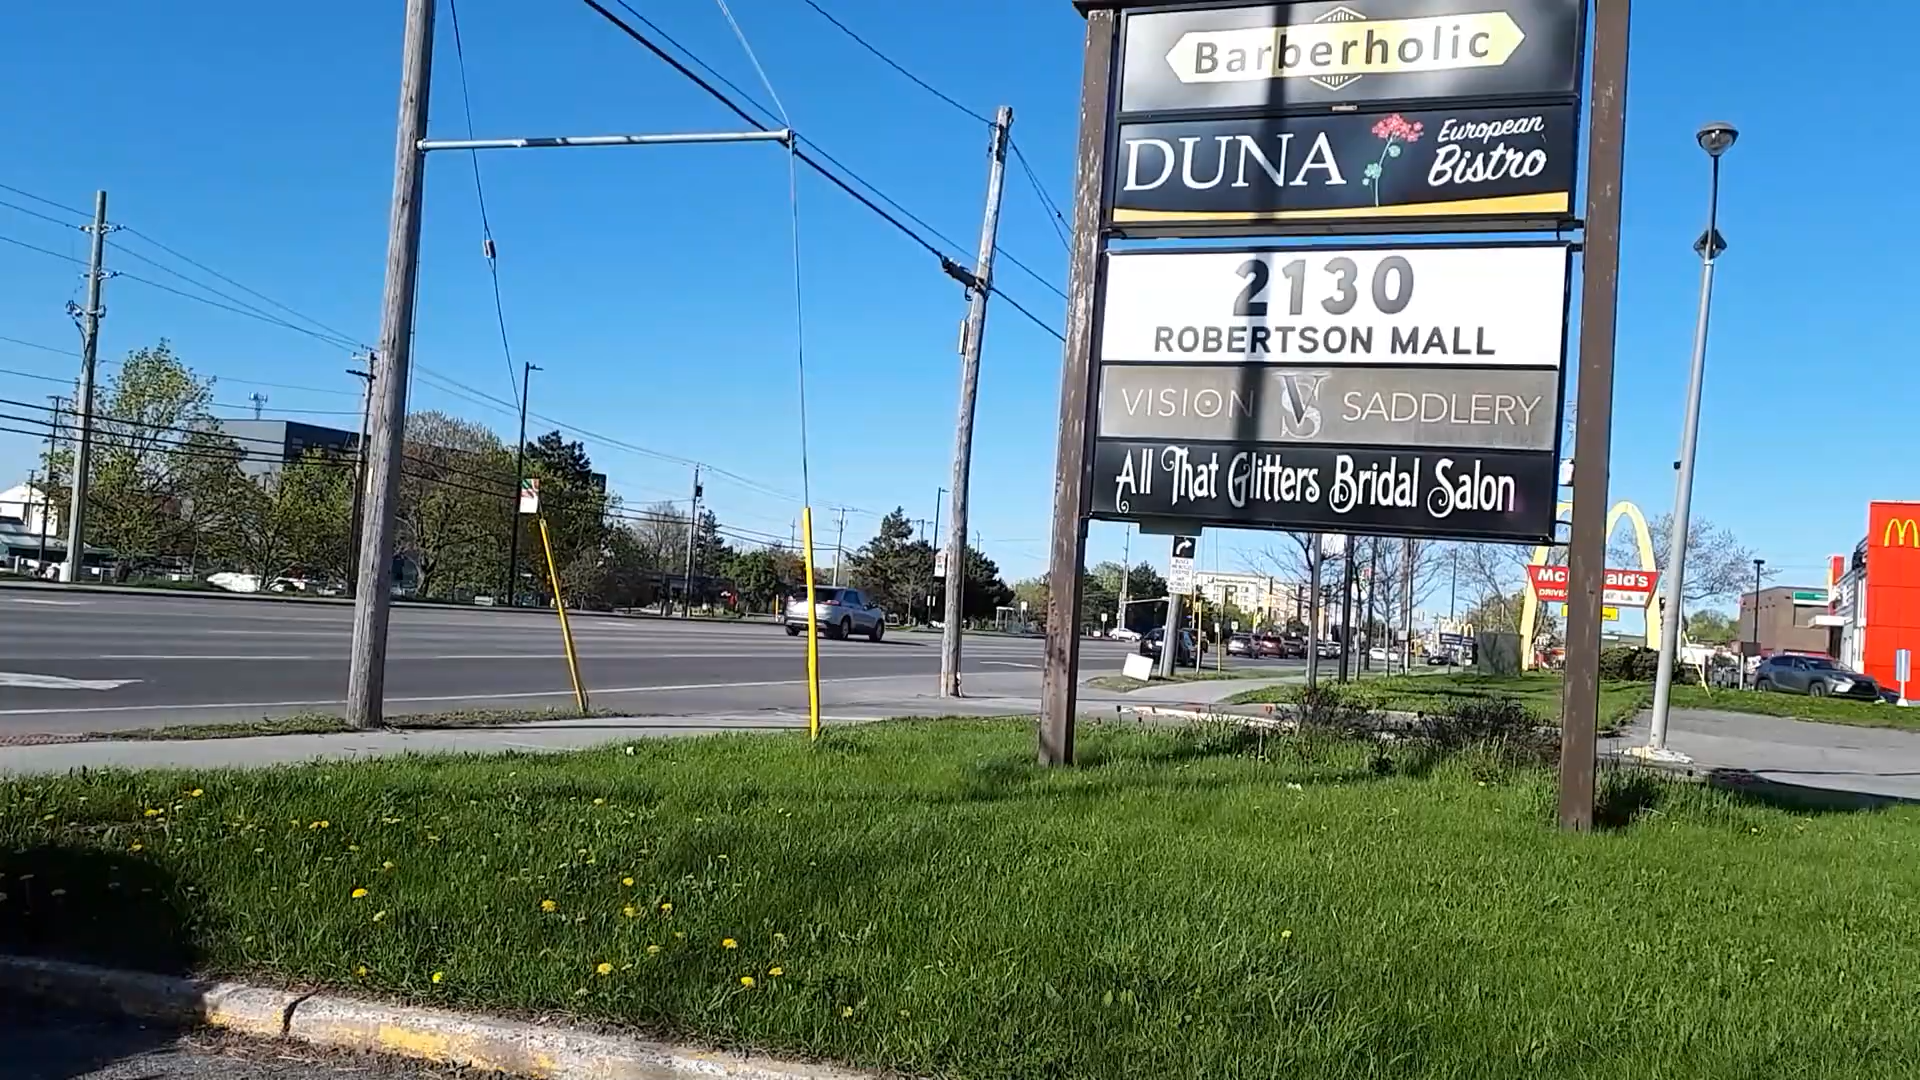 Barberholic
DUNA
European
Bistro
2130
ROBERTSON MALL
VISION VS SADDLERY
All That Glitters Bridal Salon